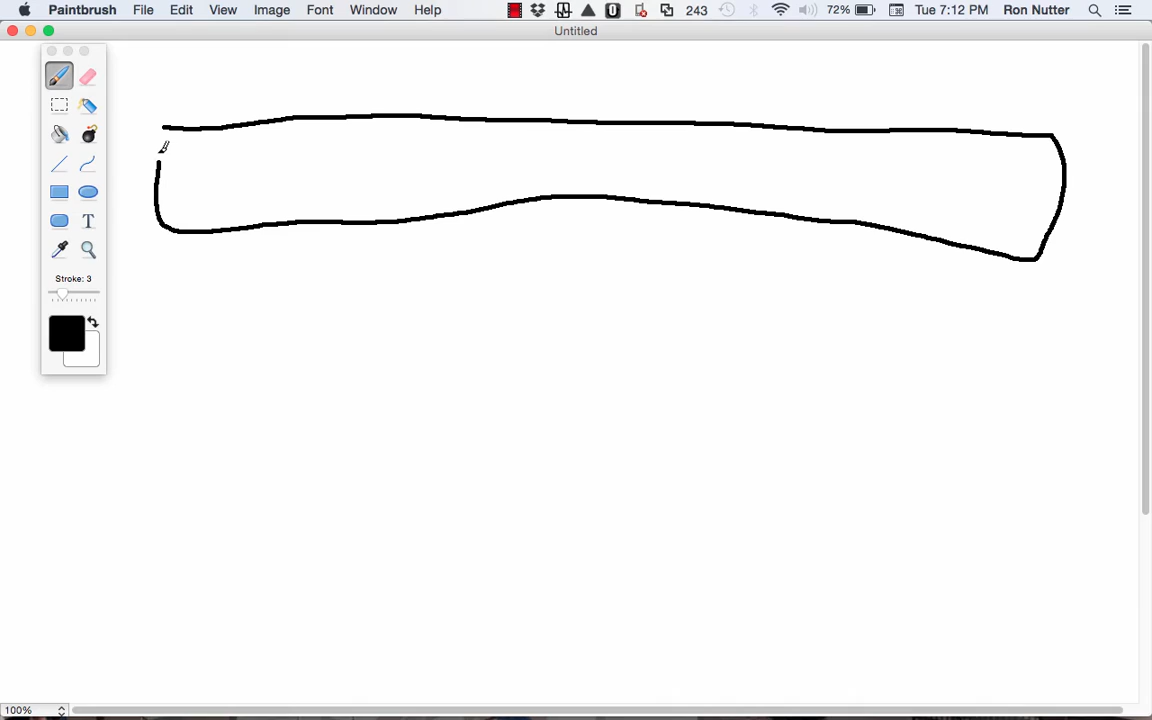 Paintbrush File Edit View Image Font Window Help 243 72% Tue 7:12 PM Ron Nutter
Untitled
T
Stroke: 3
100%